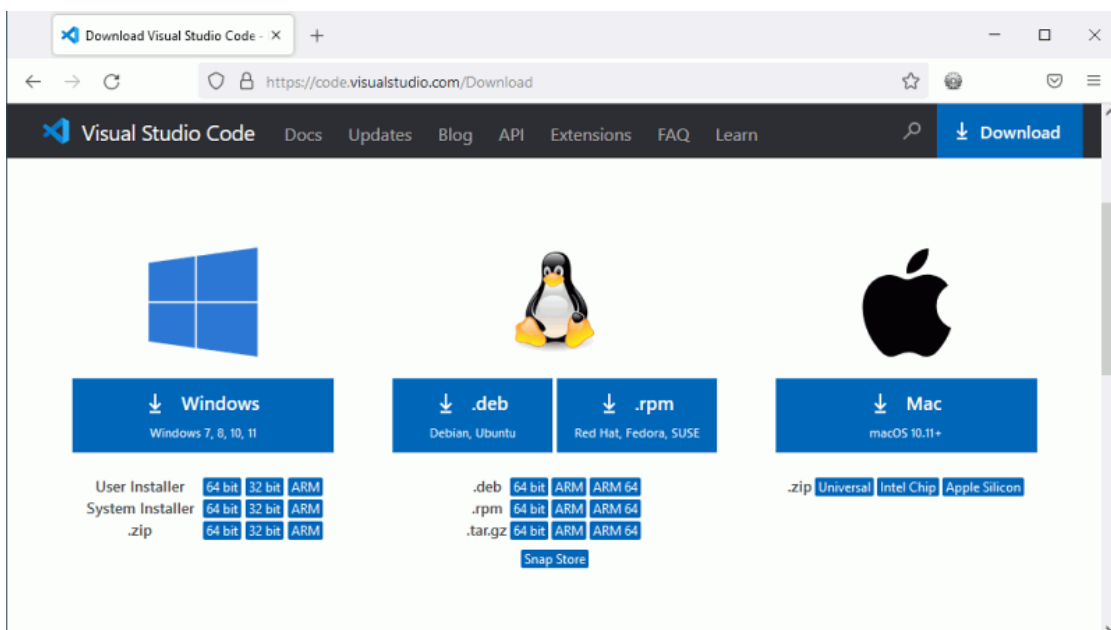 Download Visual Studio Code -
https://code.visualstudio.com/Download
Visual Studio Code Docs Updates Blog API Extensions FAQ Learn Download
Windows
Windows 7, 8, 10, 11
.deb
Debian, Ubuntu
.rpm
Red Hat, Fedora, SUSE
Mac
macOS 10.11+
User Installer 64 bit 32 bit ARM
System Installer 64 bit 32 bit ARM
.zip 64 bit 32 bit ARM
.deb 64 bit ARM ARM 64
.rpm 64 bit ARM ARM 64
.tar.gz 64 bit ARM ARM 64
Snap Store
.zip Universal Intel Chip Apple Silicon